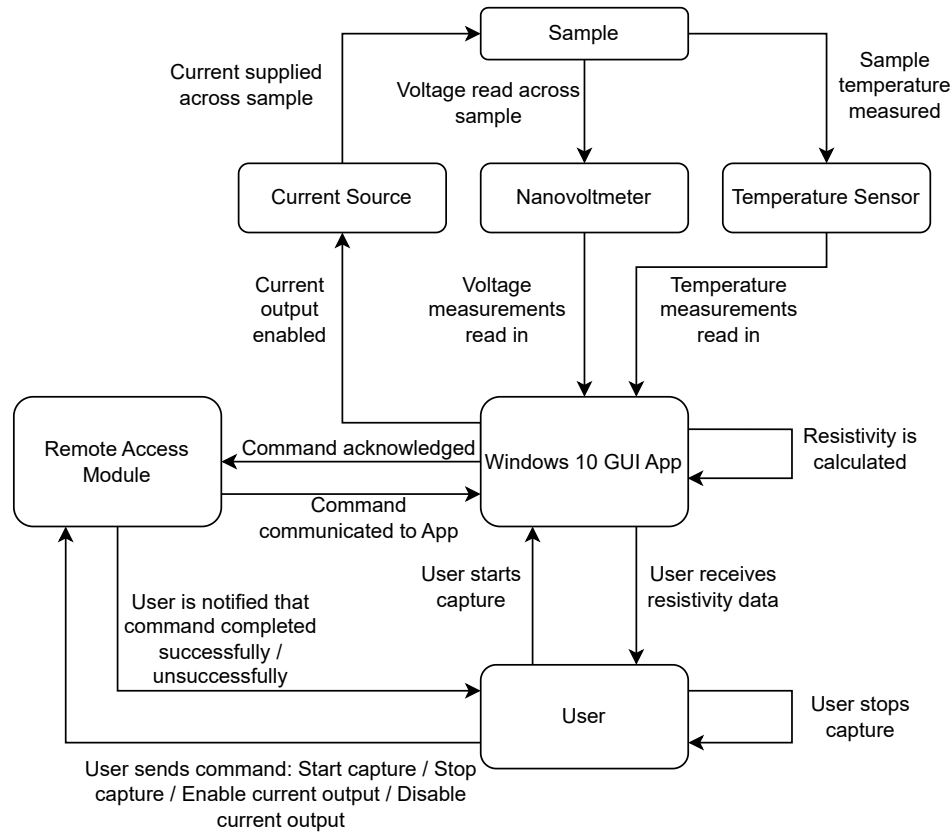 Sample
Current supplied
across sample
Voltage read across
sample
Sample
temperature
measured
Current Source
Nanovoltmeter
Temperature Sensor
Current
output
enabled
Voltage
measurements
read in
Temperature
measurements
read in
Remote Access
Module
Command acknowledged
Windows 10 GUI App
Resistivity is
calculated
Command
communicated to App
User starts
capture
User receives
resistivity data
User is notified that
command completed
successfully /
unsuccessfully
User
User stops
capture
User sends command: Start capture / Stop
capture / Enable current output / Disable
current output